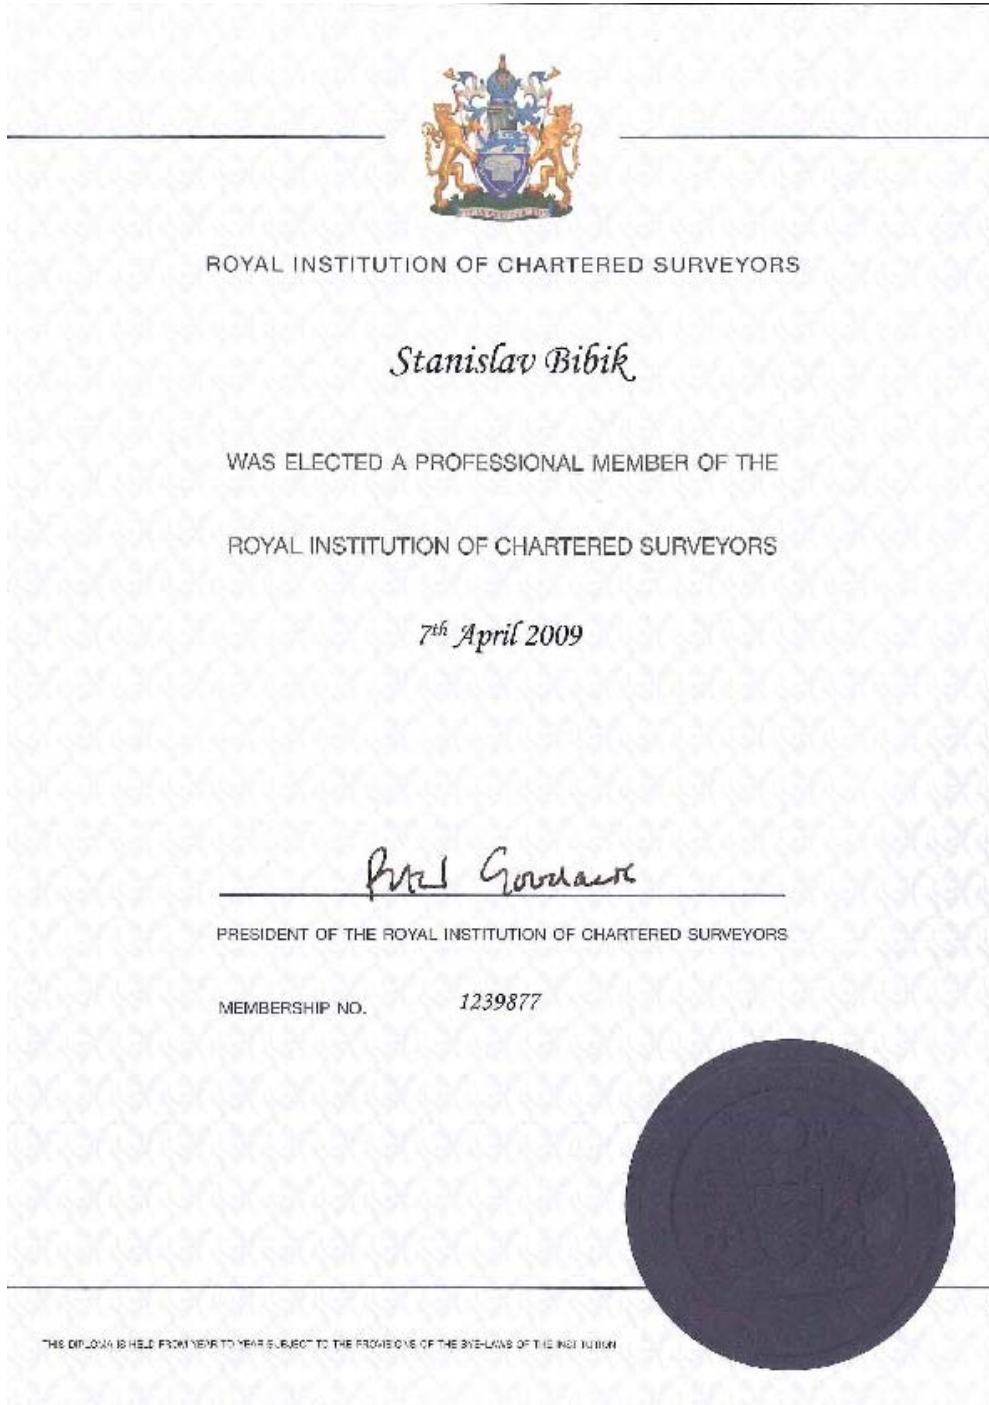 ROYAL INSTITUTION OF CHARTERED SURVEYORS
Stanislav Bibik
WAS ELECTED A PROFESSIONAL MEMBER OF THE
ROYAL INSTITUTION OF CHARTERED SURVEYORS
7th April 2009
PRESIDENT OF THE ROYAL INSTITUTION OF CHARTERED SURVEYORS
MEMBERSHIP NO. 1239877
THIS DIPLOMA IS HELD FROM YEAR TO YEAR SUBJECT TO THE PROVISIONS OF THE BYE-LAWS OF THE INSTITUTION